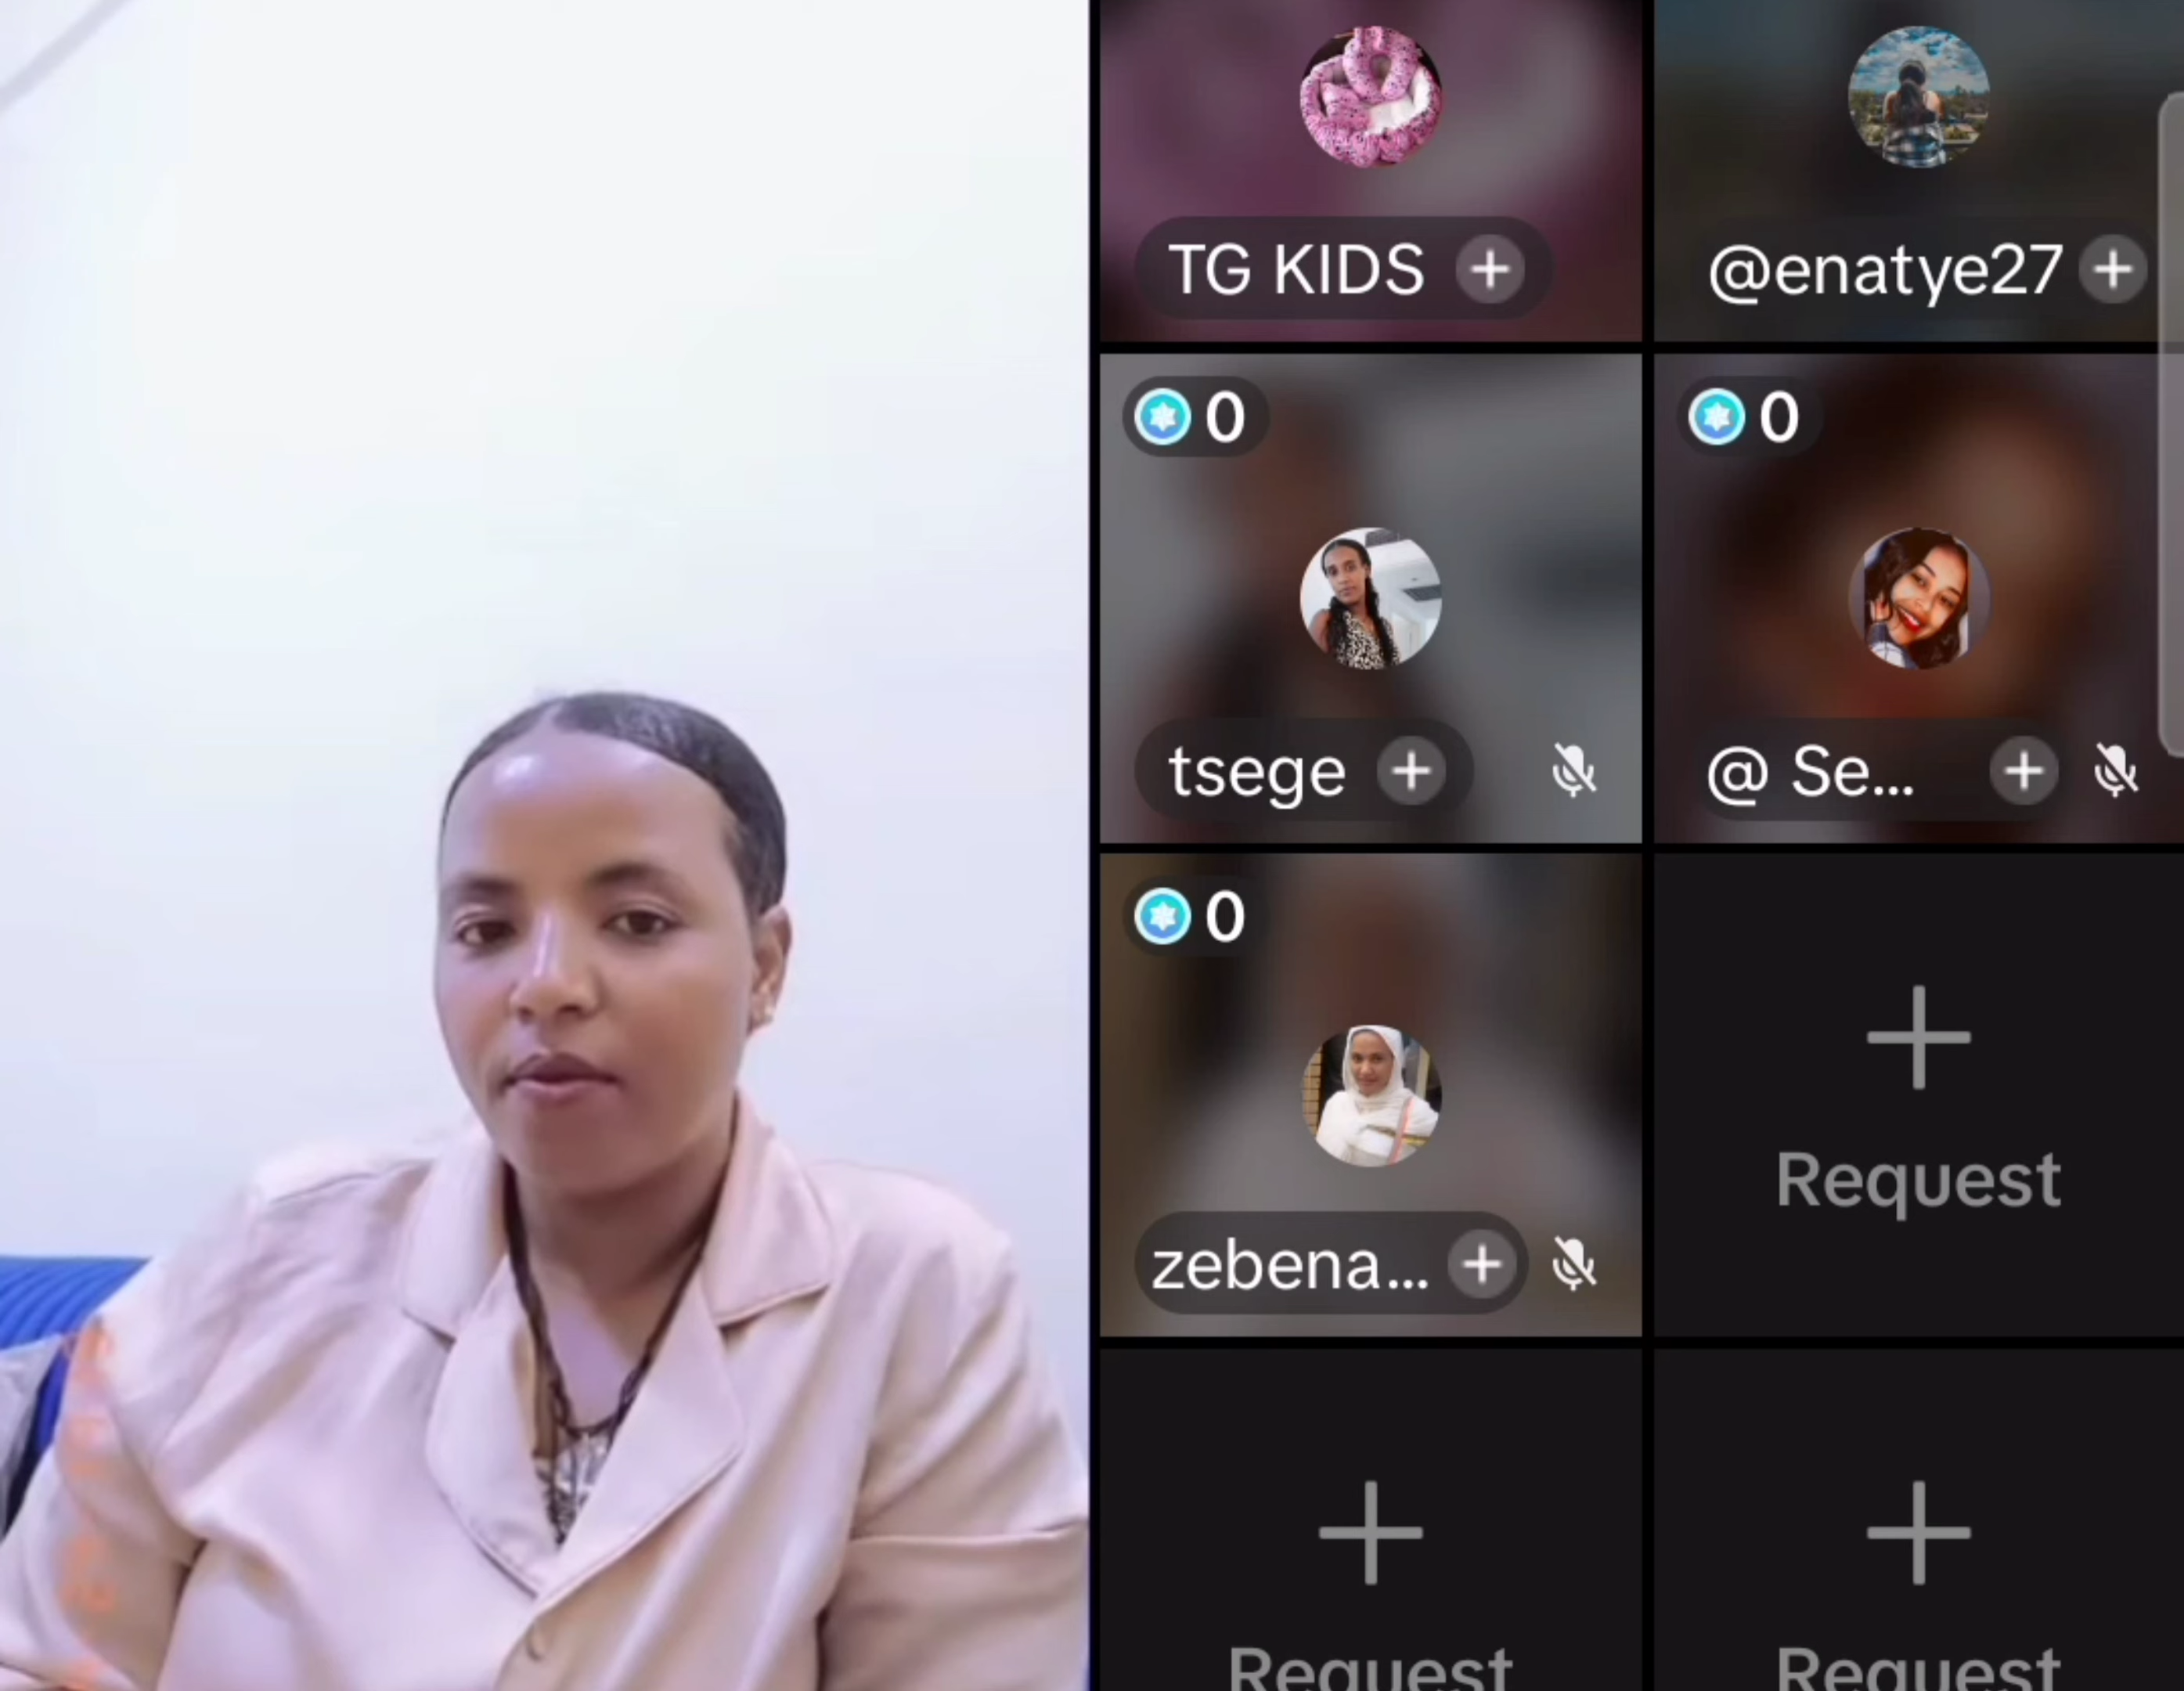 TG KIDS
@enatye27
0
0
tsege
@ Se...
0
zebena...
Request
Request
Request